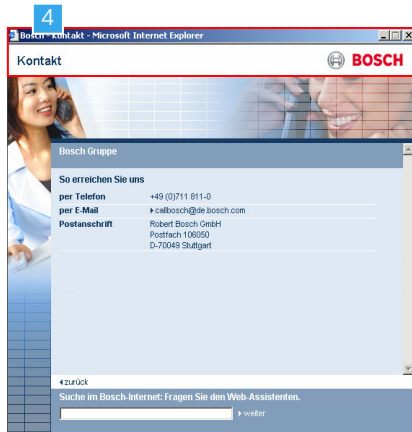 4
Bosch - Kontakt - Microsoft Internet Explorer
Kontakt
BOSCH
Bosch Gruppe
So erreichen Sie uns
per Telefon +49 (0)711 811-0
per E-Mail callbosch@de.bosch.com
Postanschrift Robert Bosch GmbH
Postfach 106050
D-70049 Stuttgart
zurück
Suche im Bosch-Internet: Fragen Sie den Web-Assistenten.
weiter